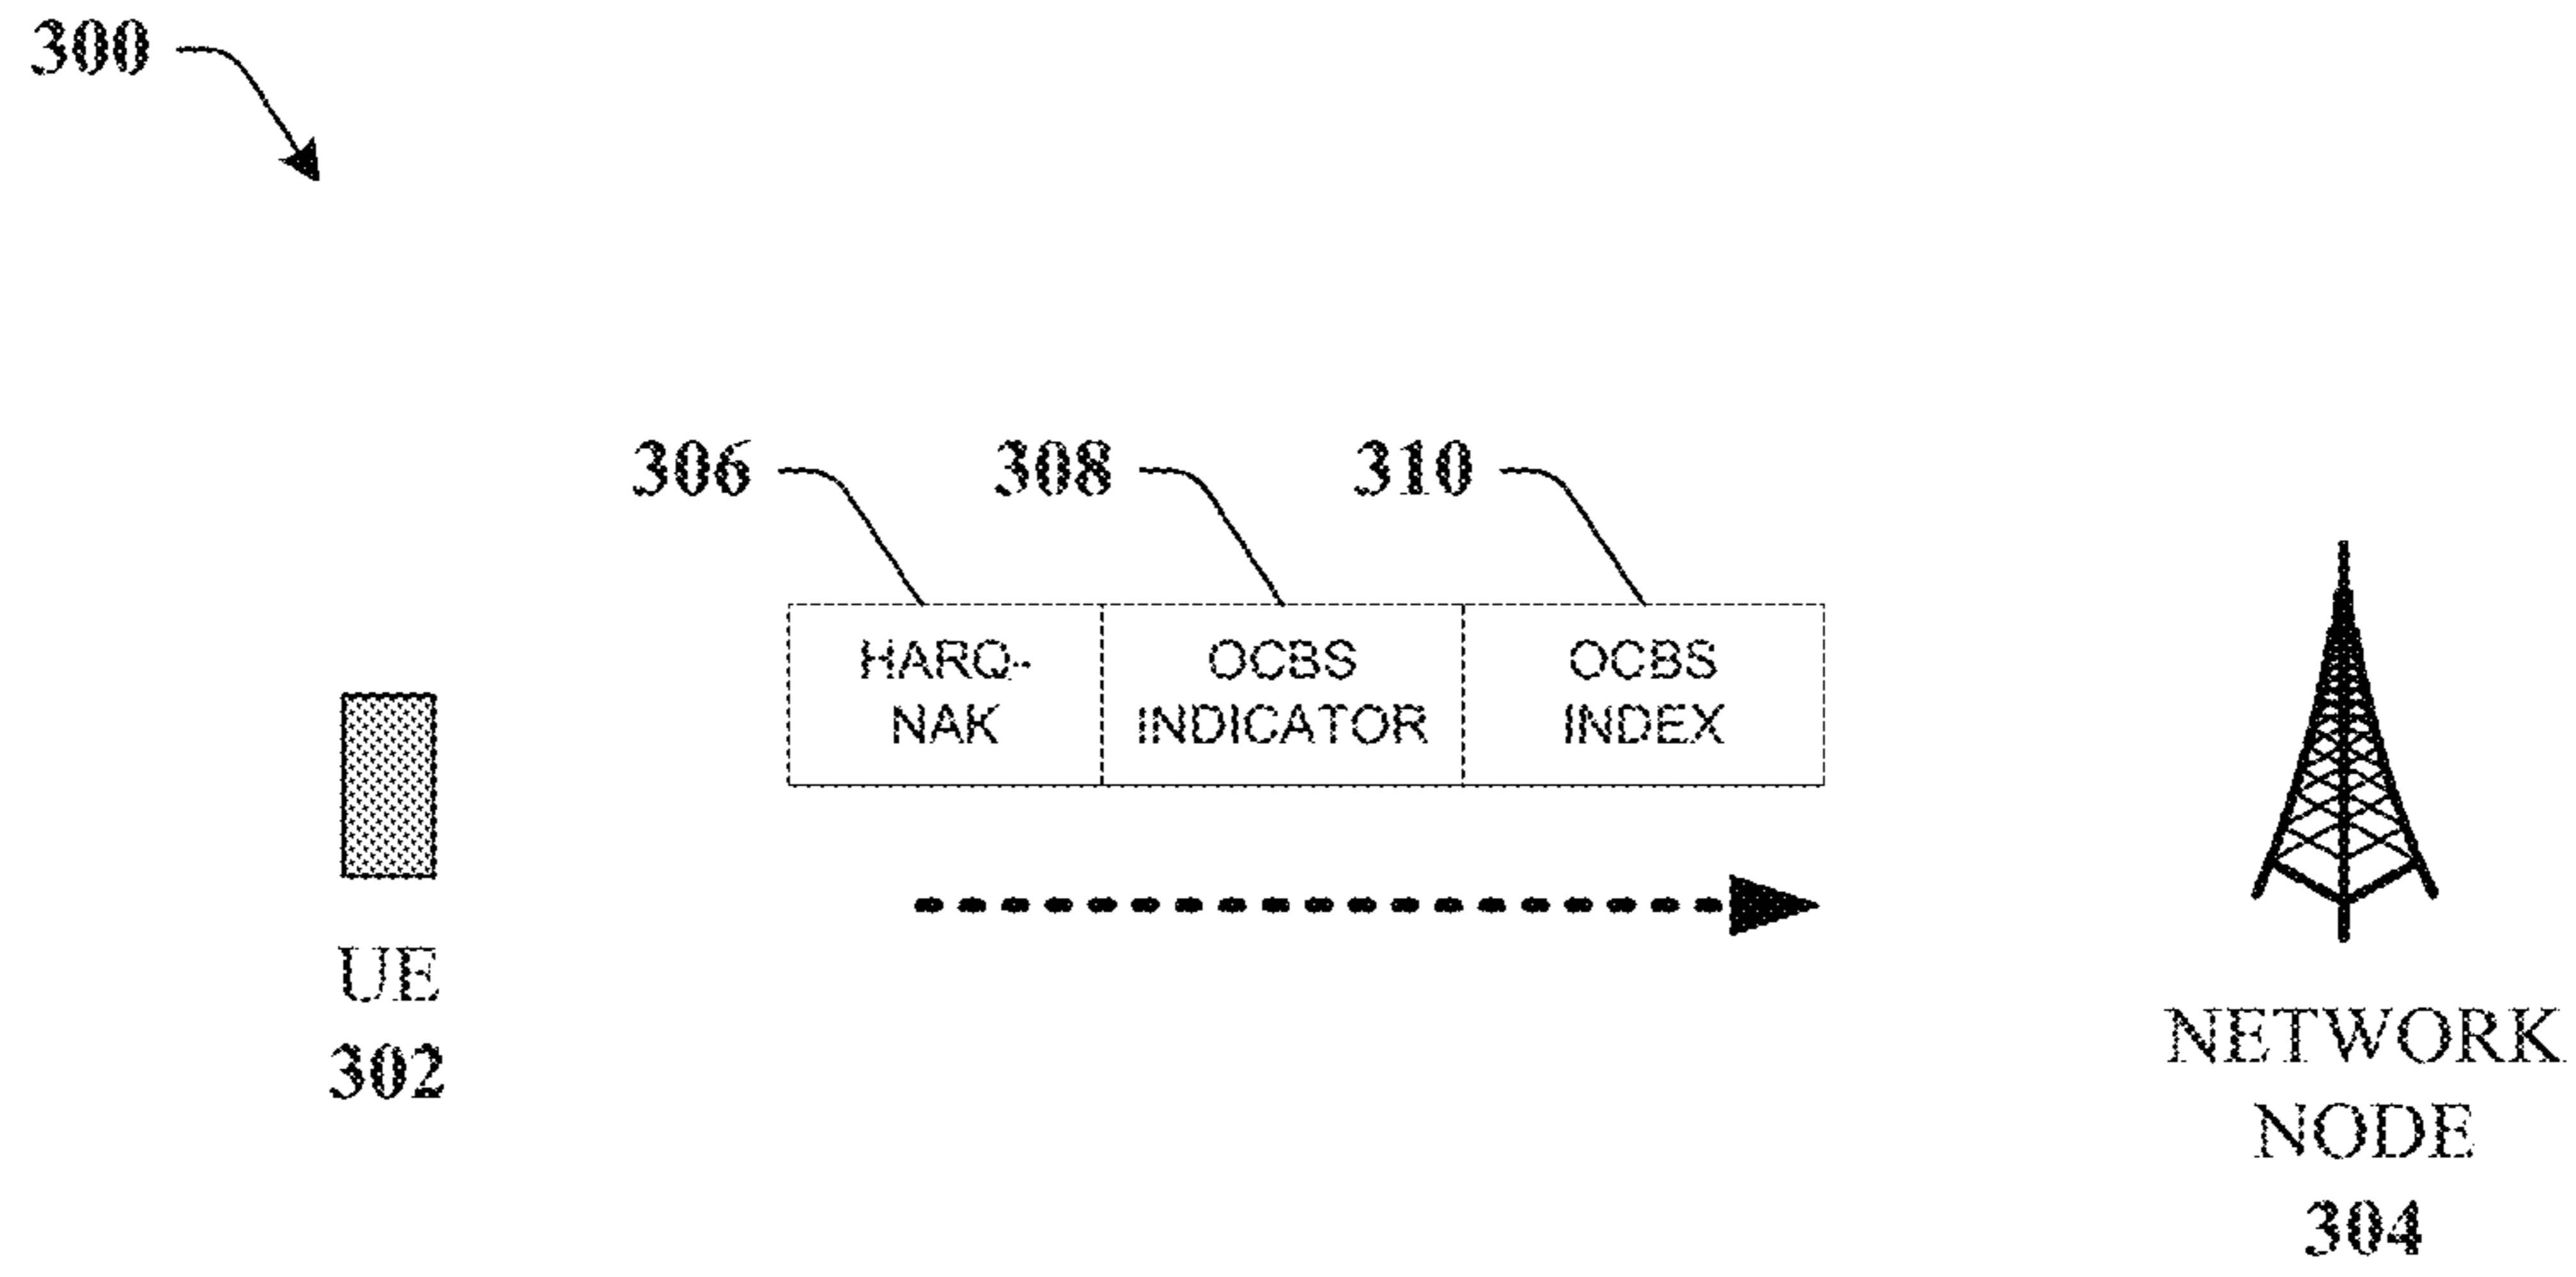 300
306 308 310
HARQ-
NAK
OCBS
INDICATOR
OCBS
INDEX
UE
302
NETWORK
NODE
304